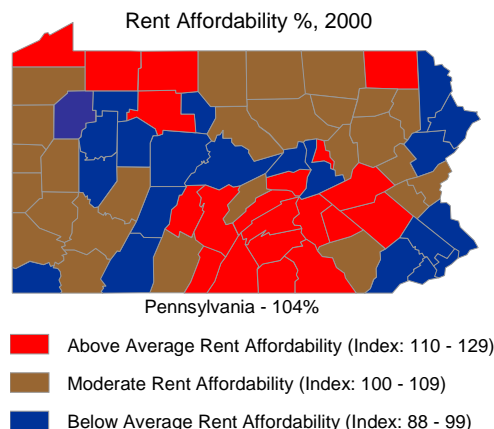 Rent Affordability %, 2000
Pennsylvania - 104%
Above Average Rent Affordability (Index: 110 - 129)
Moderate Rent Affordability (Index: 100 - 109)
Below Average Rent Affordability (Index: 88 - 99)